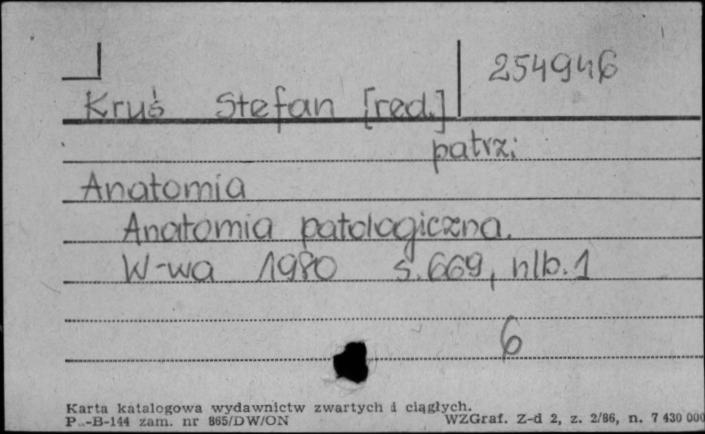 254946
Kruś Stefan [red.]
patrz:
Anatomia
Anatomia patologiczna.
W-wa 1980 s. 669, nlb. 1
6
Karta katalogowa wydawnictw zwartych i ciągłych.
P.-B-144 zam. nr 865/DW/ON WZGraf. Z-d 2, z. 2/86, n. 7 430 000